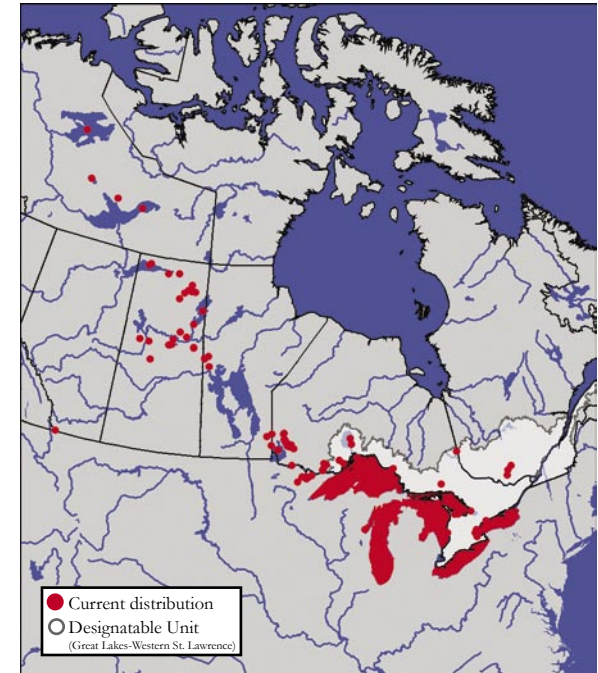 Current distribution
Designatable Unit
(Great Lakes-Western St. Lawrence)